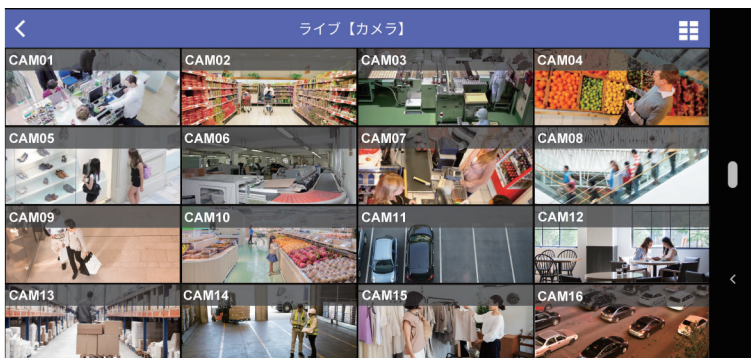 ライブ【カメラ】
CAM01 CAM02 CAM03 CAM04
CAM05 CAM06 CAM07 CAM08
CAM09 CAM10 CAM11 CAM12
CAM13 CAM14 CAM15 CAM16